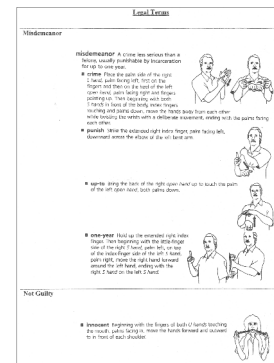 Legal Terms
Misdemeanor
misdemeanor A crime less serious than a
felony, usually punishable by incarceration
for up to one year.
■ crime Place the palm side of the right
1 hand, palm facing left, first on the
fingers and then on the heel of the left
open hand, palm facing right and fingers
pointing up. Then beginning with both
1 hands in front of the body, index fingers
touching and palms down, move the hands away from each other
while twisting the wrists with a deliberate movement, ending with the palms facing
each other.
■ punish Strike the extended right index finger, palm facing left,
downward across the elbow of the left bent arm.
■ up-to Bring the back of the right open hand up to touch the palm
of the left open hand, both palms down.
■ one-year Hold up the extended right index
finger. Then beginning with the little-finger
side of the right S hand, palm left, on top
of the index-finger side of the left S hand,
palm right, move the right hand forward
around the left hand, ending with the
right S hand on the left S hand.
Not Guilty
■ innocent Beginning with the fingers of both U hands touching
the mouth, palms facing in, move the hands forward and outward
to in front of each shoulder.